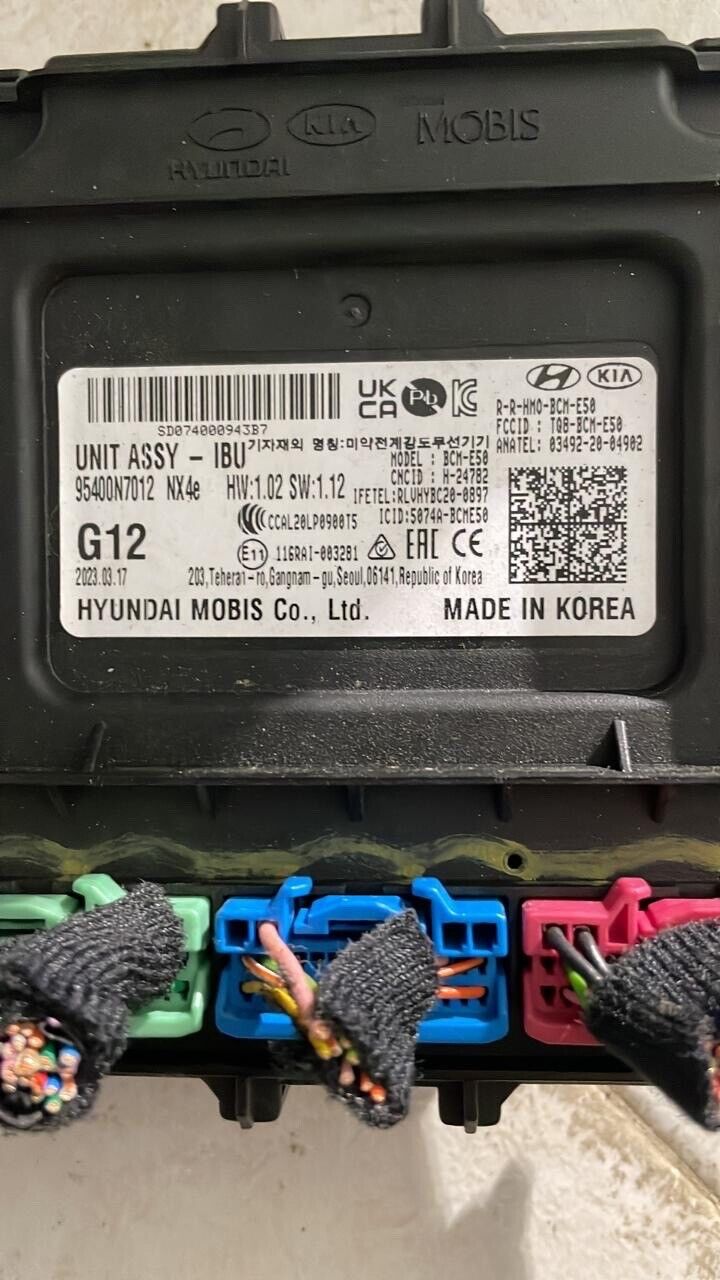 HYUNDAI
KIA
MOBIS
SD074000943B7
UK
CA
Pb
KC
KIA
R-R-HMO-BCM-E50
FCCID : TQ8-BCM-E50
ANATEL: 03492-20-04902
UNIT ASSY - IBU
기자재의 명칭:미약전계강도무선기기
MODEL : BCM-E50
CNCID : H-24782
95400N7012 NX4e HW:1.02 SW:1.12
IFETEL:RLVHYBC20-0897
ICID:5074A-BCME50
CCAL20LP0900T5
G12
E11
116RAI-003281
EAC
CE
2023.03.17
203,Teheran-ro,Gangnam-gu,Seoul,06141,Republic of Korea
HYUNDAI MOBIS Co., Ltd.
MADE IN KOREA